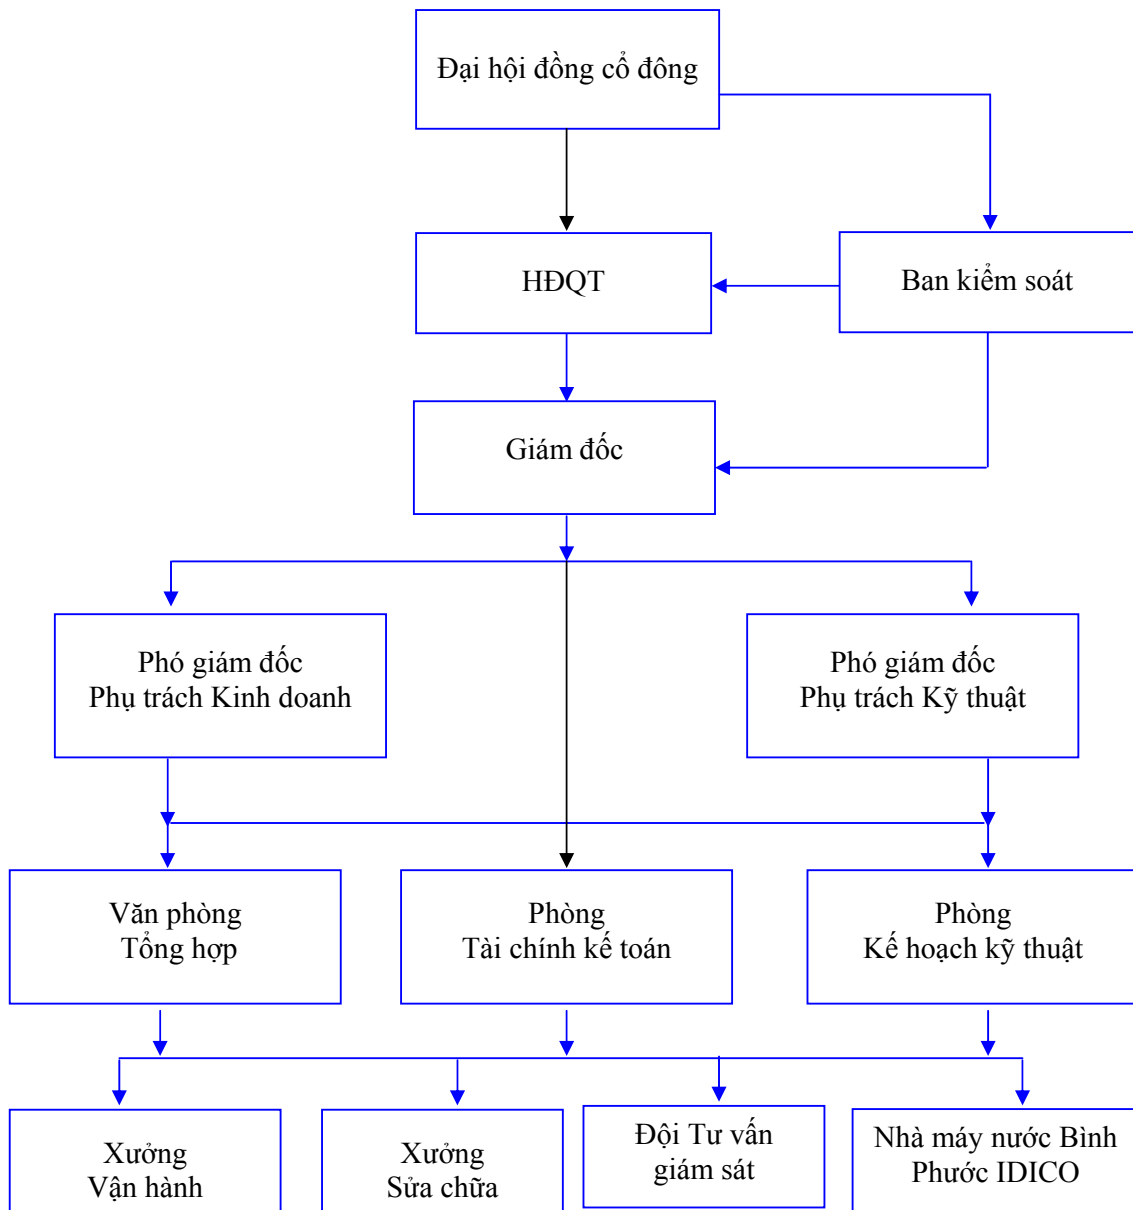 Đại hội đồng cổ đông
HĐQT
Ban kiểm soát
Giám đốc
Phó giám đốc
Phụ trách Kinh doanh
Phó giám đốc
Phụ trách Kỹ thuật
Văn phòng
Tổng hợp
Phòng
Tài chính kế toán
Phòng
Kế hoạch kỹ thuật
Xưởng
Vận hành
Xưởng
Sửa chữa
Đội Tư vấn
giám sát
Nhà máy nước Bình
Phước IDICO